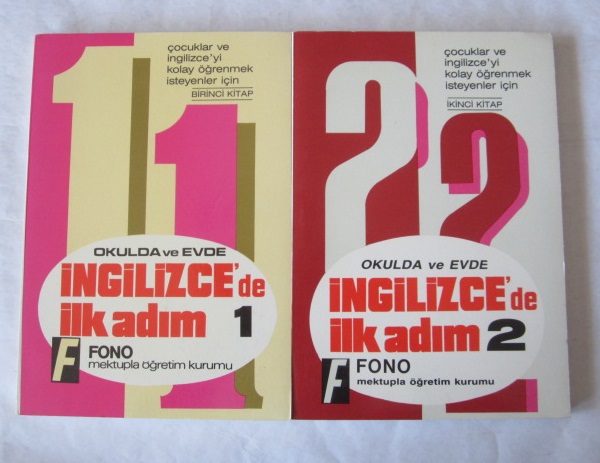 11
çocuklar ve
ingilizce'yi
kolay öğrenmek
isteyenler için
BİRİNCİ KİTAP
OKULDA ve EVDE
İNGİLİZCE'de
ilk adım 1
F FONO
mektupla öğretim kurumu
22
çocuklar ve
ingilizce'yi
kolay öğrenmek
isteyenler için
İKİNCİ KİTAP
OKULDA ve EVDE
İNGİLİZCE'de
ilk adım 2
F FONO
mektupla öğretim kurumu